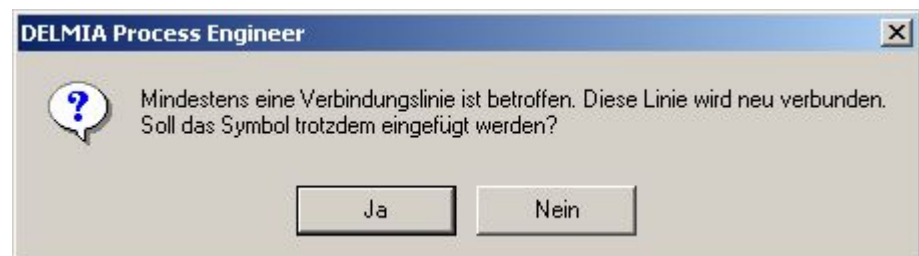 DELMIA Process Engineer
Mindestens eine Verbindungslinie ist betroffen. Diese Linie wird neu verbunden.
Soll das Symbol trotzdem eingefügt werden?
Ja
Nein